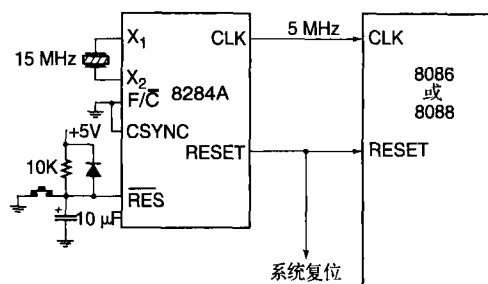 X₁
CLK
5 MHz
CLK
15 MHz
X₂
8086
或
8088
F/C̅
8284A
+5V
CSYNC
RESET
RESET
10K
R̅E̅S̅
+
10 μF
系统复位